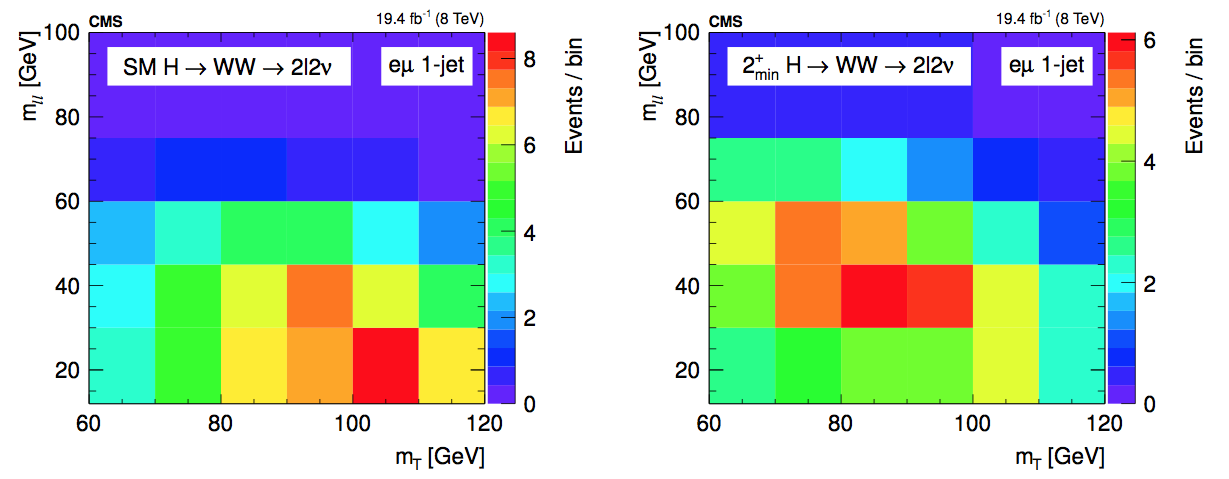 CMS 19.4 fb⁻¹ (8 TeV)
SM H → WW → 2l2ν
eμ 1-jet
m_ll [GeV]
100
80
60
40
20
60 80 100 120
m_T [GeV]
8
6
4
2
0
Events / bin
CMS 19.4 fb⁻¹ (8 TeV)
2⁺_min H → WW → 2l2ν
eμ 1-jet
m_ll [GeV]
100
80
60
40
20
60 80 100 120
m_T [GeV]
6
4
2
0
Events / bin